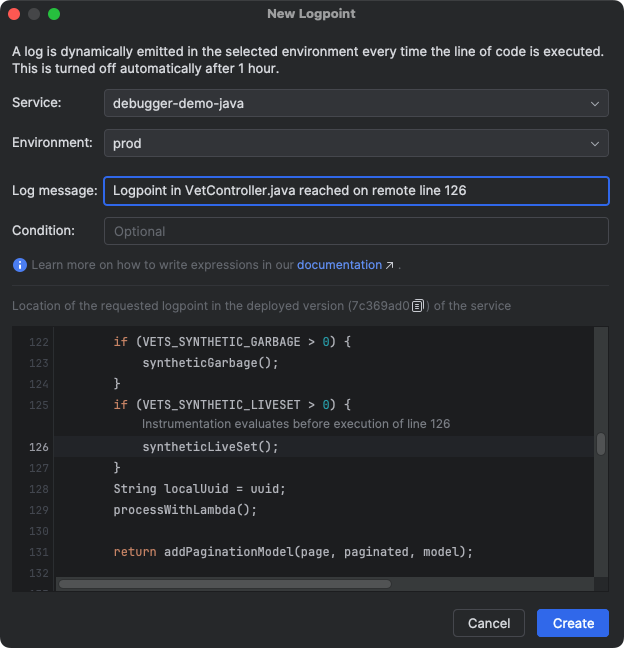 New Logpoint
A log is dynamically emitted in the selected environment every time the line of code is executed.
This is turned off automatically after 1 hour.
Service: debugger-demo-java
Environment: prod
Log message: Logpoint in VetController.java reached on remote line 126
Condition: Optional
Learn more on how to write expressions in our documentation ↗ .
Location of the requested logpoint in the deployed version (7c369ad0) of the service
122 if (VETS_SYNTHETIC_GARBAGE > 0) {
123 syntheticGarbage();
124 }
125 if (VETS_SYNTHETIC_LIVESET > 0) {
Instrumentation evaluates before execution of line 126
126 syntheticLiveSet();
127 }
128 String localUuid = uuid;
129 processWithLambda();
130
131 return addPaginationModel(page, paginated, model);
132
Cancel Create